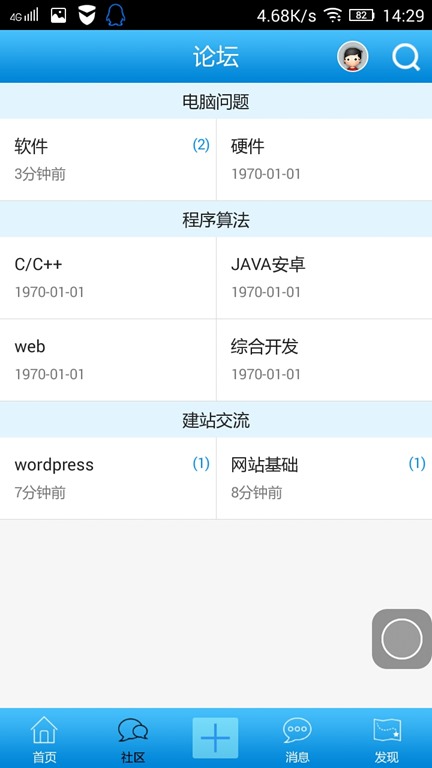 4G 4.68K/s 82 14:29
论坛
电脑问题
软件 (2) 硬件
3分钟前 1970-01-01
程序算法
C/C++ JAVA安卓
1970-01-01 1970-01-01
web 综合开发
1970-01-01 1970-01-01
建站交流
wordpress (1) 网站基础 (1)
7分钟前 8分钟前
首页 社区 消息 发现